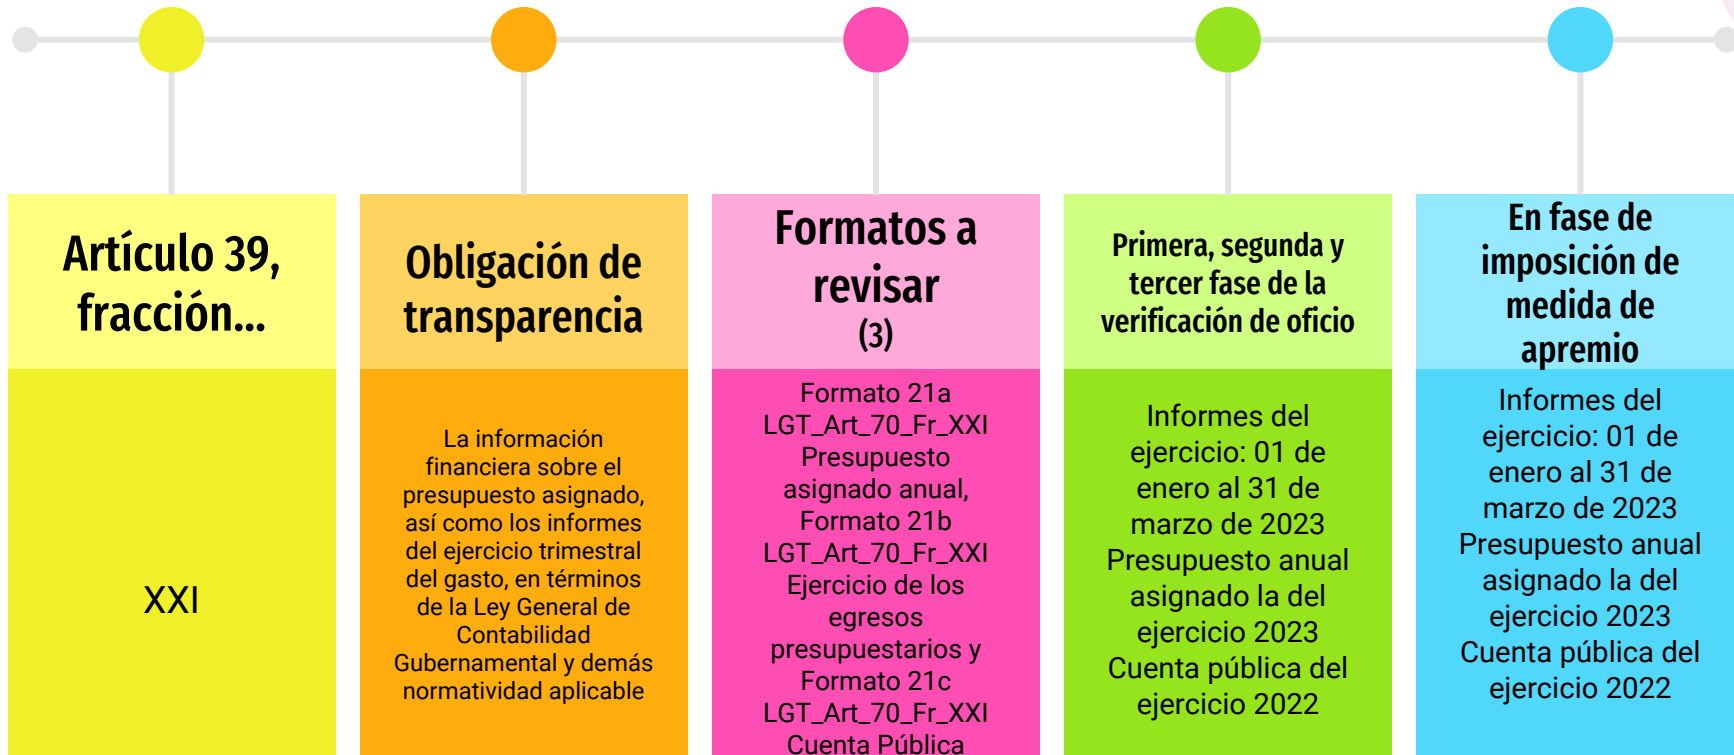 Artículo 39,
fracción...
XXI
Obligación de
transparencia
La información
financiera sobre el
presupuesto asignado,
así como los informes
del ejercicio trimestral
del gasto, en términos
de la Ley General de
Contabilidad
Gubernamental y demás
normatividad aplicable
Formatos a
revisar
(3)
Formato 21a
LGT_Art_70_Fr_XXI
Presupuesto
asignado anual,
Formato 21b
LGT_Art_70_Fr_XXI
Ejercicio de los
egresos
presupuestarios y
Formato 21c
LGT_Art_70_Fr_XXI
Cuenta Pública
Primera, segunda y
tercer fase de la
verificación de oficio
Informes del
ejercicio: 01 de
enero al 31 de
marzo de 2023
Presupuesto anual
asignado la del
ejercicio 2023
Cuenta pública del
ejercicio 2022
En fase de
imposición de
medida de
apremio
Informes del
ejercicio: 01 de
enero al 31 de
marzo de 2023
Presupuesto anual
asignado la del
ejercicio 2023
Cuenta pública del
ejercicio 2022